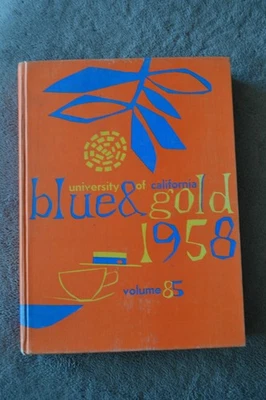 university of california
blue & gold
1958
volume 85